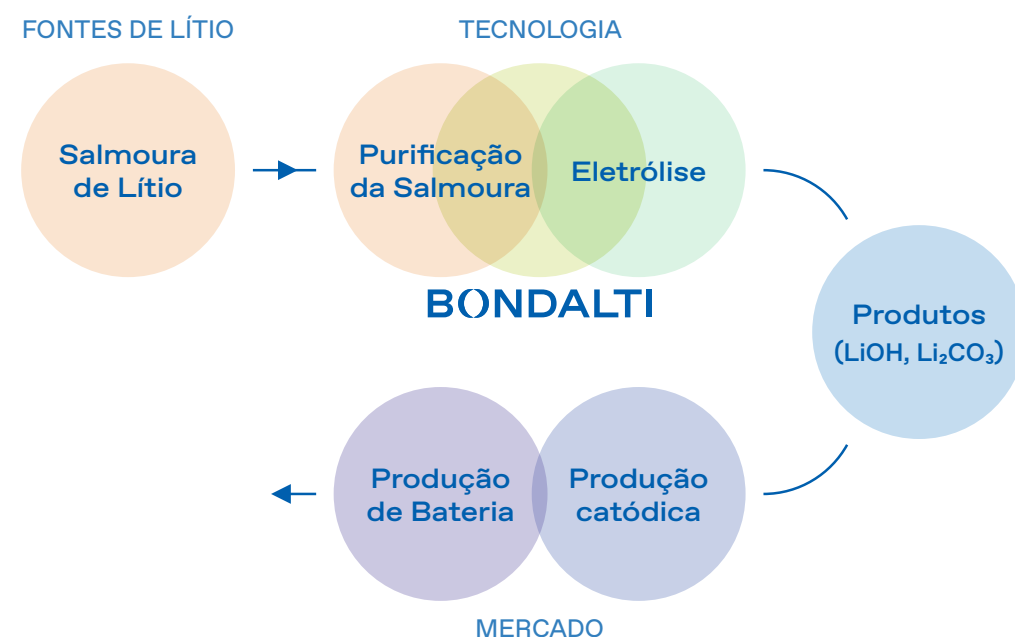 FONTES DE LÍTIO
TECNOLOGIA
Salmoura
de Lítio
Purificação
da Salmoura
Eletrólise
BONDALTI
Produtos
(LiOH, Li₂CO₃)
Produção
de Bateria
Produção
catódica
MERCADO